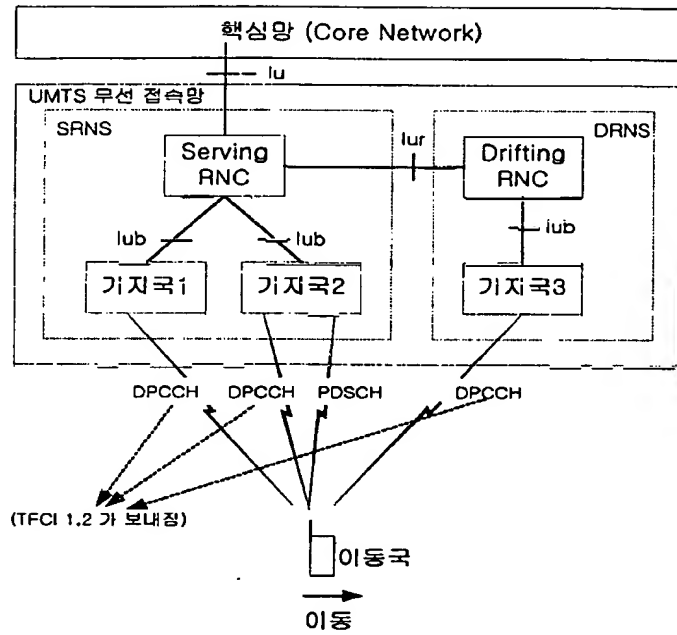 핵심망 (Core Network)
Iu
UMTS 무선 접속망
SRNS
DRNS
Serving
RNC
Iur
Drifting
RNC
Iub
Iub
Iub
기지국1
기지국2
기지국3
DPCCH
DPCCH
PDSCH
DPCCH
(TFCI 1,2 가 보내짐)
이동국
이동